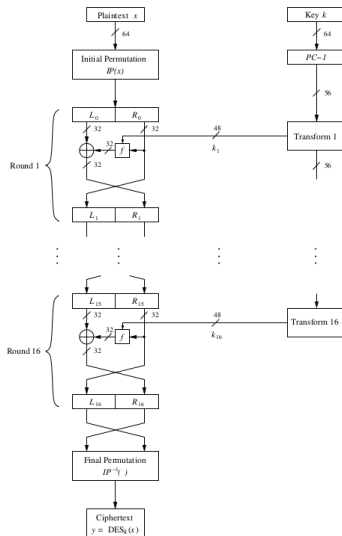 Plaintext x
Key k
64
64
Initial Permutation
IP(x)
PC-1
56
L0 R0
32
32
48
Transform 1
Round 1
32
f
k1
32
56
L1 R1
L15 R15
32
32
48
Transform 16
Round 16
32
f
k16
32
L16 R16
Final Permutation
IP⁻¹( )
Ciphertext
y = DESk(x)